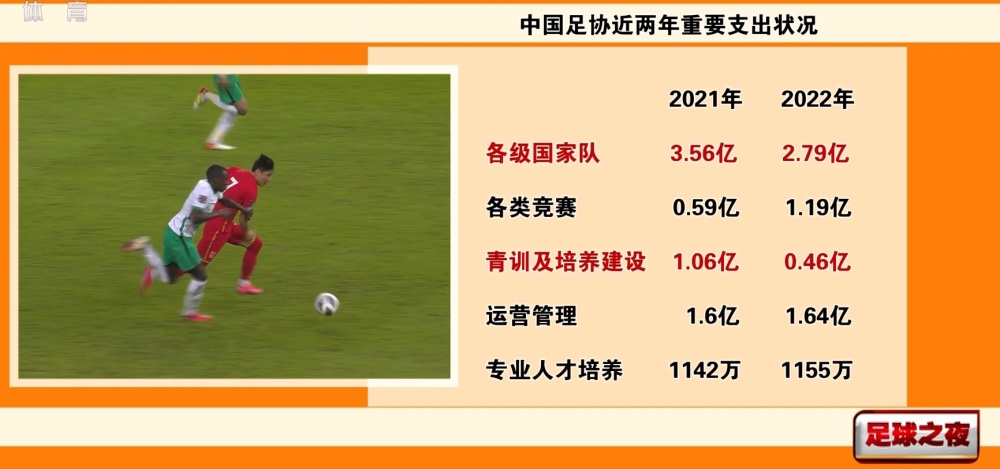 体育
中国足协近两年重要支出状况
2021年 2022年
各级国家队 3.56亿 2.79亿
各类竞赛 0.59亿 1.19亿
青训及培养建设 1.06亿 0.46亿
运营管理 1.6亿 1.64亿
专业人才培养 1142万 1155万
7
足球之夜